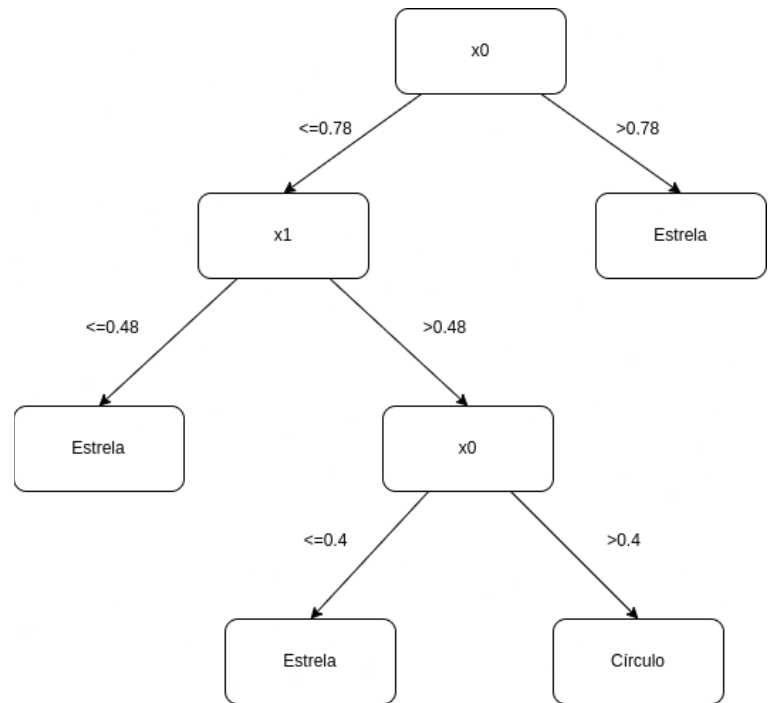 x0
<=0.78
>0.78
x1
Estrela
<=0.48
>0.48
Estrela
x0
<=0.4
>0.4
Estrela
Círculo